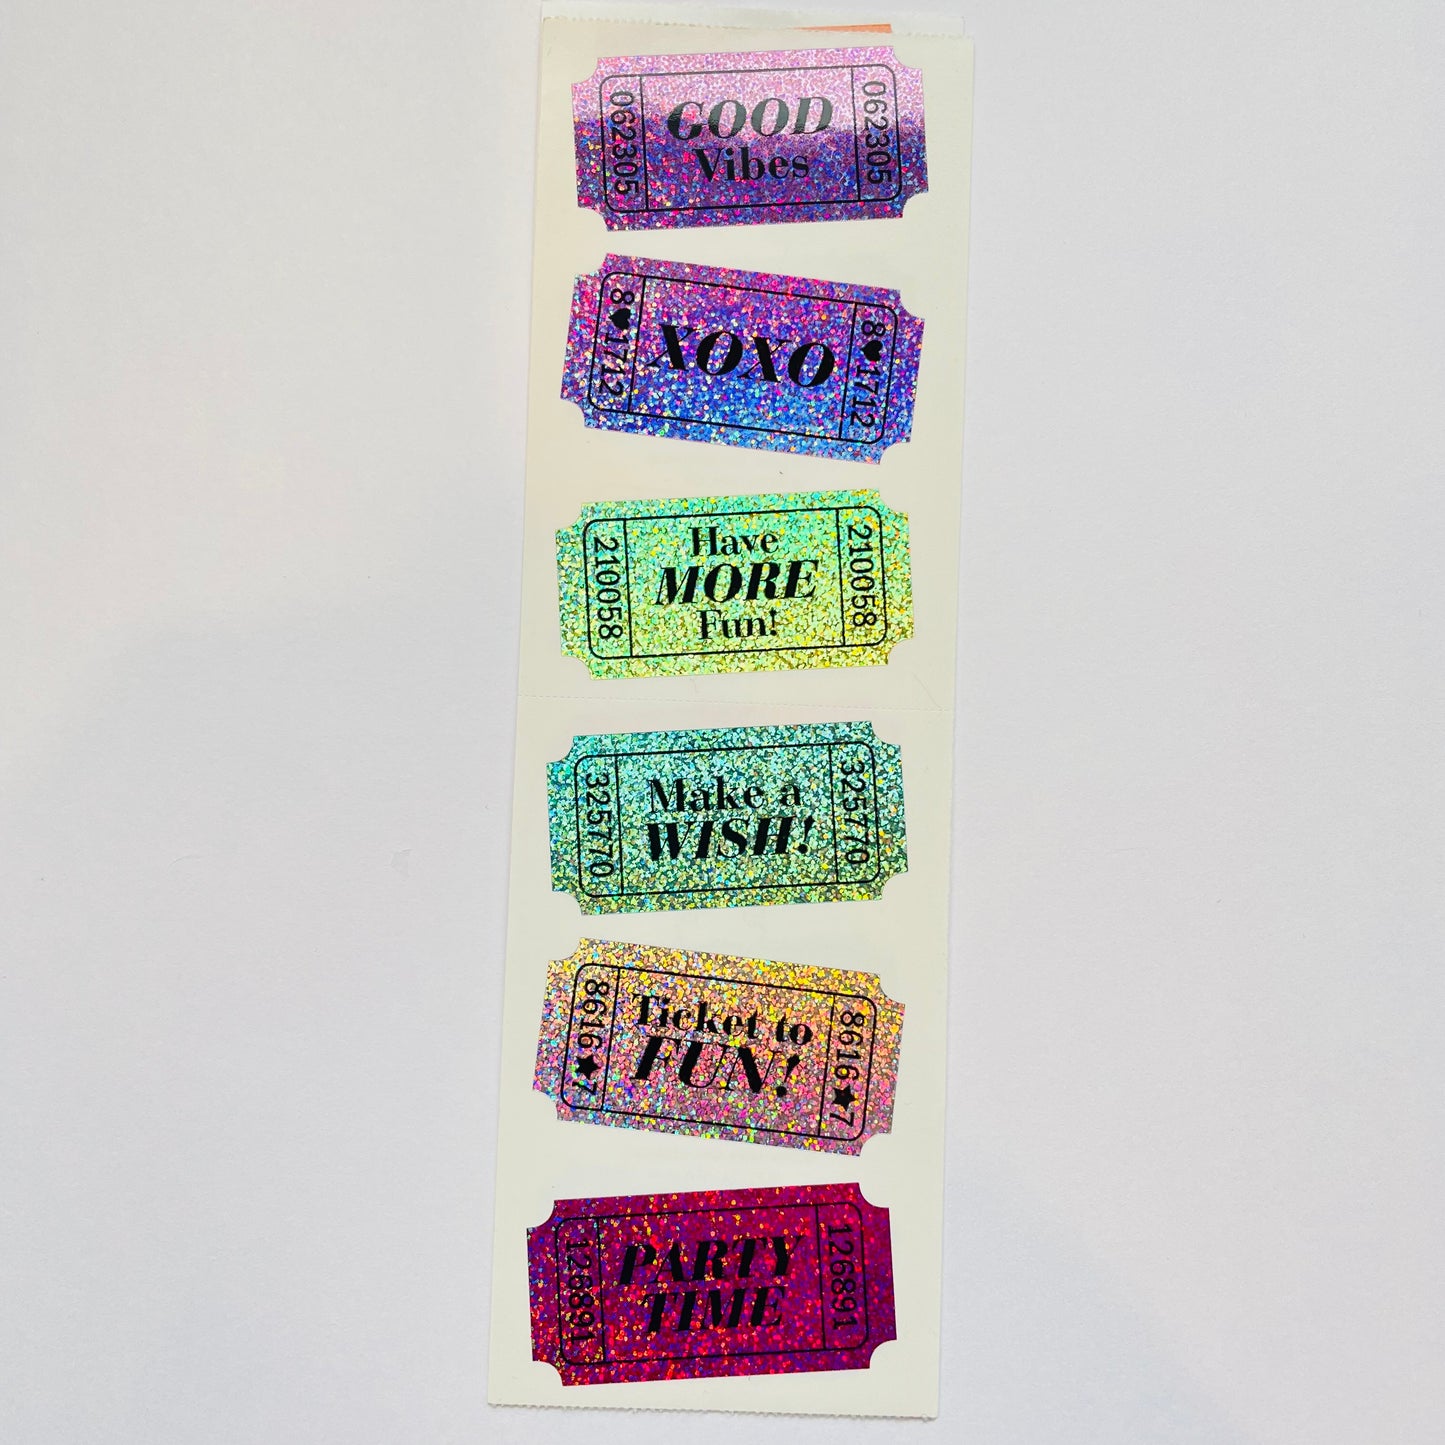 062305
GOOD
Vibes
062305
8♥1712
XOXO
8♥1712
210058
Have
MORE
Fun!
210058
325770
Make a
WISH!
325770
8616★7
Ticket to
FUN!
8616★7
126891
PARTY
TIME
126891